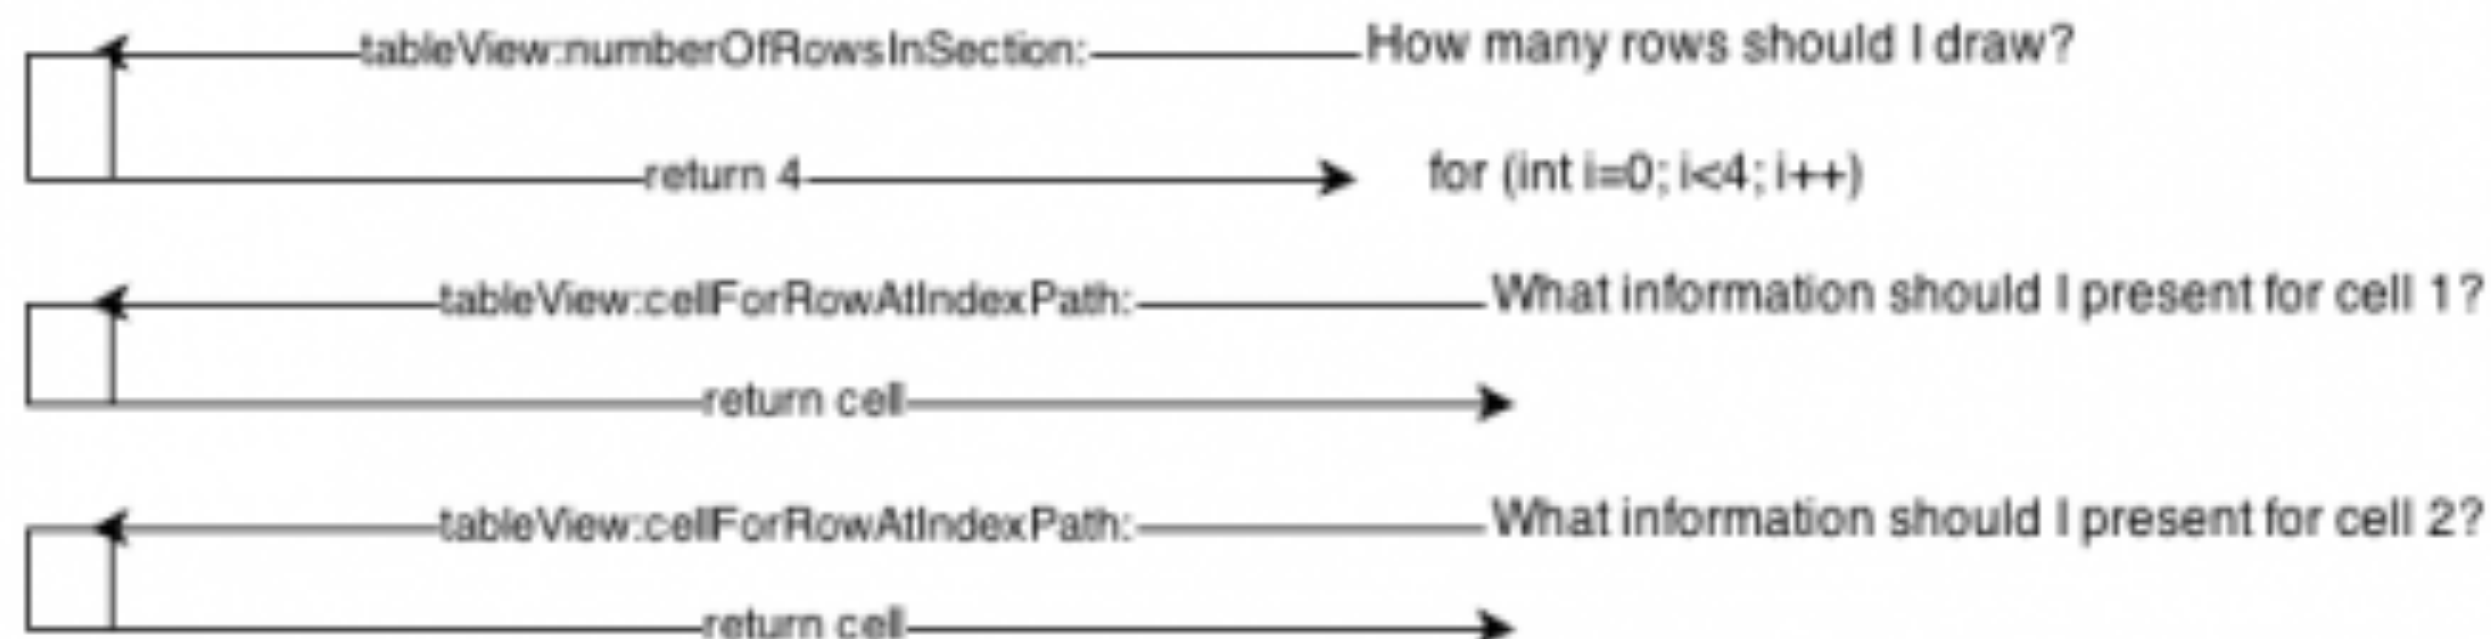 tableView:numberOfRowsInSection: How many rows should I draw?
return 4 for (int i=0; i<4; i++)
tableView:cellForRowAtIndexPath: What information should I present for cell 1?
return cell
tableView:cellForRowAtIndexPath: What information should I present for cell 2?
return cell